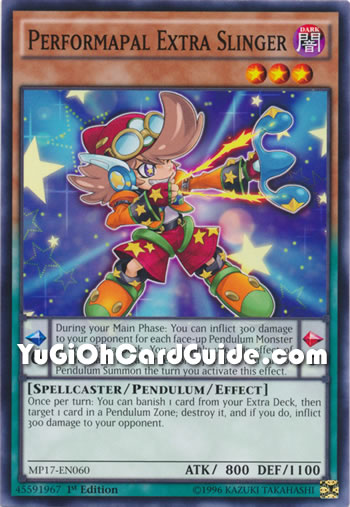 PERFORMAPAL EXTRA SLINGER
DARK
闇
During your Main Phase: You can inflict 300 damage
to your opponent for each face-up Pendulum Monster
YuGiOhCardGuide.com
Pendulum Summon the turn you activate this effect.
[SPELLCASTER/PENDULUM/EFFECT]
Once per turn: You can banish 1 card from your Extra Deck, then
target 1 card in a Pendulum Zone; destroy it, and if you do, inflict
300 damage to your opponent.
MP17-EN060
ATK/ 800 DEF/1100
45591967
1st Edition
©1996 KAZUKI TAKAHASHI